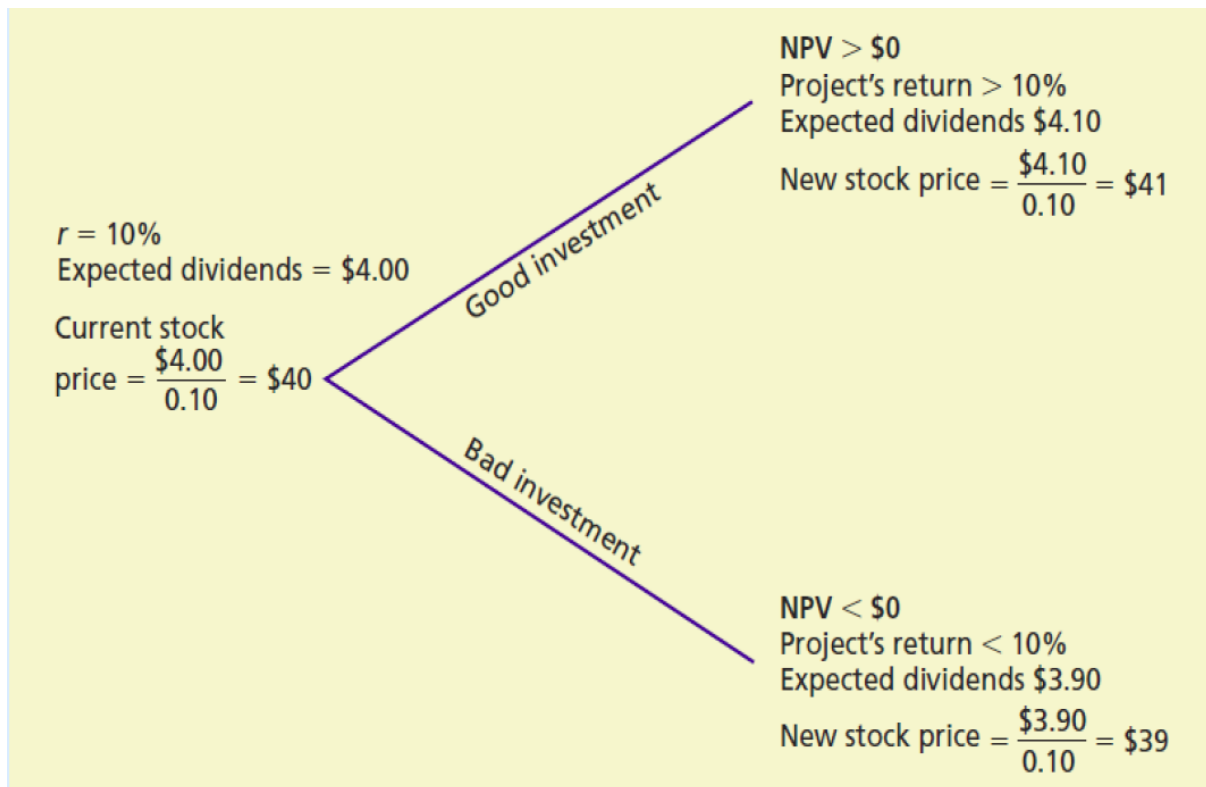 r = 10%
Expected dividends = $4.00
Current stock
price = $4.00 / 0.10 = $40
Good investment
NPV > $0
Project's return > 10%
Expected dividends $4.10
New stock price = $4.10 / 0.10 = $41
Bad investment
NPV < $0
Project's return < 10%
Expected dividends $3.90
New stock price = $3.90 / 0.10 = $39